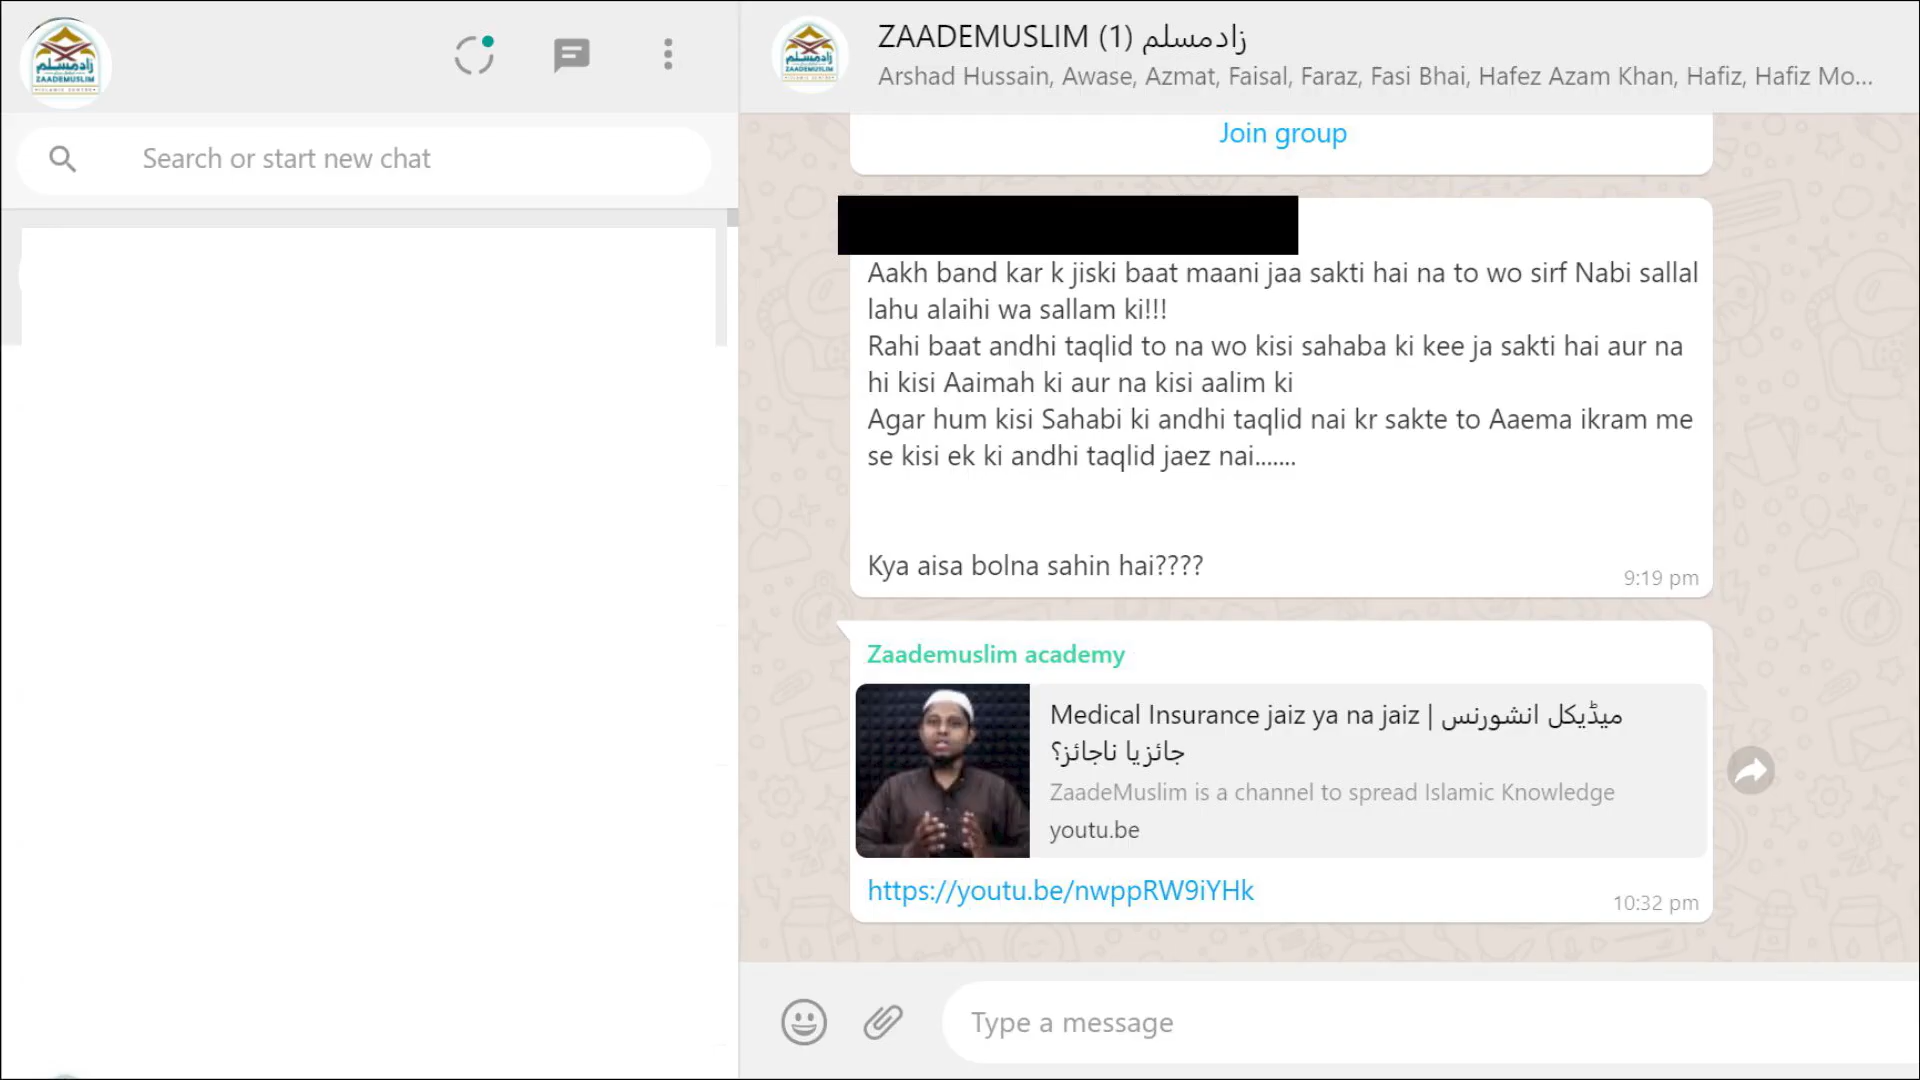 Search or start new chat
ZAADEMUSLIM (1) زادمسلم
Arshad Hussain, Awase, Azmat, Faisal, Faraz, Fasi Bhai, Hafez Azam Khan, Hafiz, Hafiz Mo...
Join group
Aakh band kar k jiski baat maani jaa sakti hai na to wo sirf Nabi sallal
lahu alaihi wa sallam ki!!!
Rahi baat andhi taqlid to na wo kisi sahaba ki kee ja sakti hai aur na
hi kisi Aaimah ki aur na kisi aalim ki
Agar hum kisi Sahabi ki andhi taqlid nai kr sakte to Aaema ikram me
se kisi ek ki andhi taqlid jaez nai.......
Kya aisa bolna sahin hai????
9:19 pm
Zaademuslim academy
Medical Insurance jaiz ya na jaiz | میڈیکل انشورنس
جائز یا ناجائز؟
ZaadeMuslim is a channel to spread Islamic Knowledge
youtu.be
https://youtu.be/nwppRW9iYHk
10:32 pm
Type a message